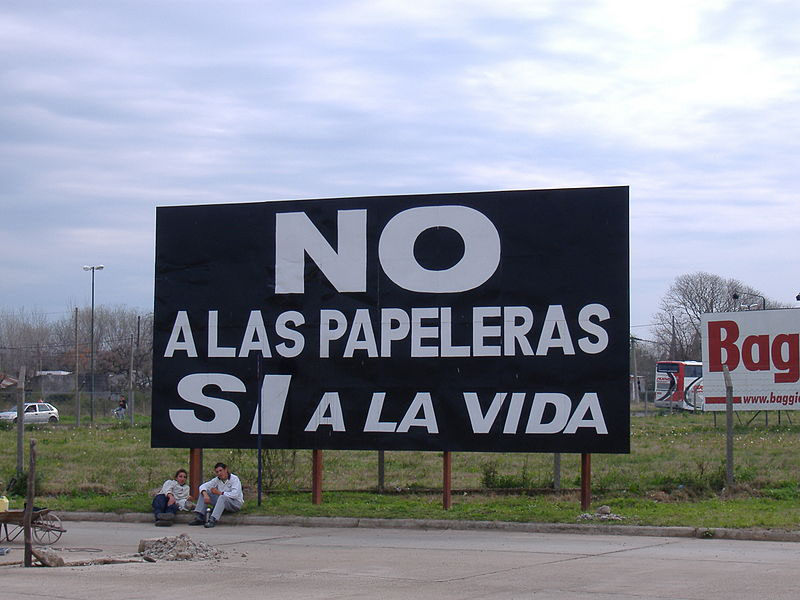 NO
A LAS PAPELERAS
SI A LA VIDA
Bag
www.baggi